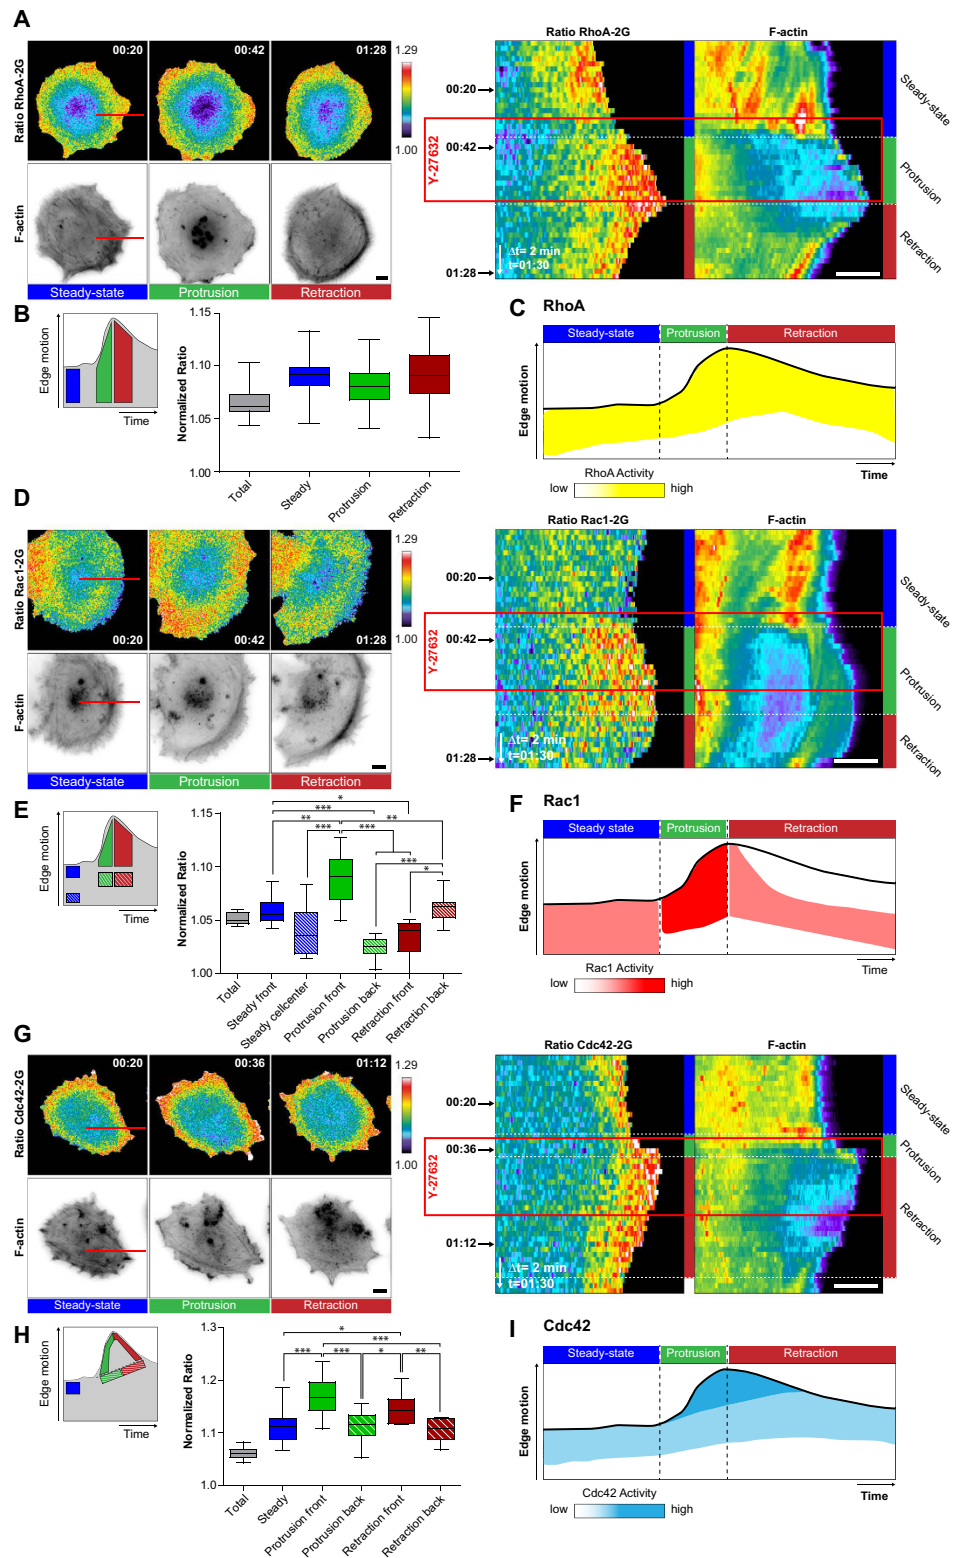 A
Ratio RhoA-2G
00:20
00:42
01:28
1.29
1.00
F-actin
Steady-state
Protrusion
Retraction
Ratio RhoA-2G
F-actin
00:20
00:42
01:28
Y-27632
Δt= 2 min
t=01:30
Steady-state
Protrusion
Retraction
B
Edge motion
Time
Normalized Ratio
1.15
1.10
1.05
1.00
Total
Steady
Protrusion
Retraction
C
RhoA
Steady-state
Protrusion
Retraction
Edge motion
Time
RhoA Activity
low
high
D
Ratio Rac1-2G
00:20
00:42
01:28
1.29
1.00
F-actin
Steady-state
Protrusion
Retraction
Ratio Rac1-2G
F-actin
00:20
00:42
01:28
Y-27632
Δt= 2 min
t=01:30
Steady-state
Protrusion
Retraction
E
Edge motion
Time
Normalized Ratio
1.15
1.10
1.05
1.00
*
***
** **
*** ***
***
*
Total
Steady front
Steady cellcenter
Protrusion front
Protrusion back
Retraction front
Retraction back
F
Rac1
Steady state
Protrusion
Retraction
Edge motion
Time
Rac1 Activity
low
high
G
Ratio Cdc42-2G
00:20
00:36
01:12
1.29
1.00
F-actin
Steady-state
Protrusion
Retraction
Ratio Cdc42-2G
F-actin
00:20
00:36
01:12
Y-27632
Δt= 2 min
t=01:30
Steady-state
Protrusion
Retraction
H
Edge motion
Time
Normalized Ratio
1.3
1.2
1.1
1.0
*
***
*** *** * **
Total
Steady
Protrusion front
Protrusion back
Retraction front
Retraction back
I
Cdc42
Steady-state
Protrusion
Retraction
Edge motion
Time
Cdc42 Activity
low
high